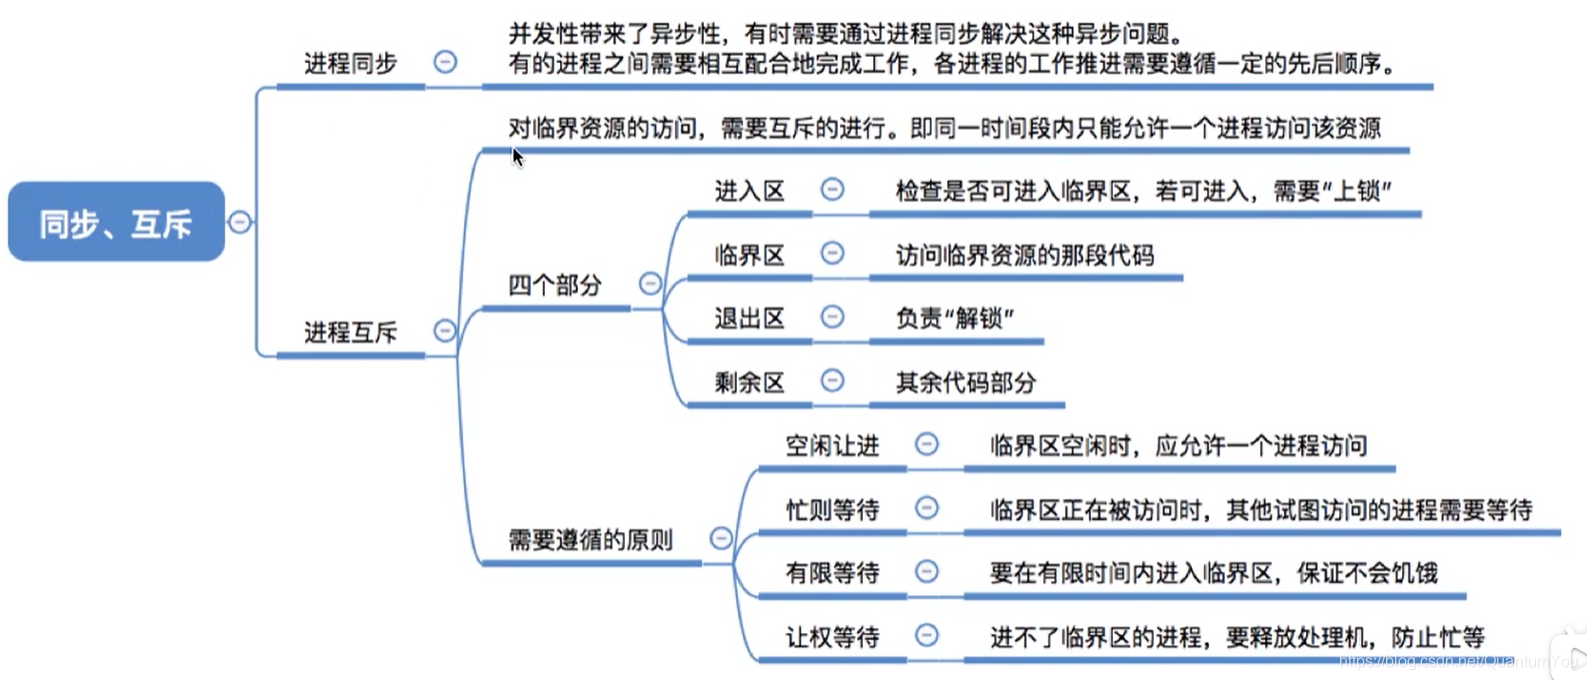 并发性带来了异步性，有时需要通过进程同步解决这种异步问题。
进程同步
有的进程之间需要相互配合地完成工作，各进程的工作推进需要遵循一定的先后顺序。
对临界资源的访问，需要互斥的进行。即同一时间段内只能允许一个进程访问该资源
进入区
检查是否可进入临界区，若可进入，需要“上锁”
同步、互斥
临界区
访问临界资源的那段代码
四个部分
退出区
负责“解锁”
进程互斥
剩余区
其余代码部分
空闲让进
临界区空闲时，应允许一个进程访问
忙则等待
临界区正在被访问时，其他试图访问的进程需要等待
需要遵循的原则
有限等待
要在有限时间内进入临界区，保证不会饥饿
让权等待
进不了临界区的进程，要释放处理机，防止忙等
https://blog.csdn.net/QuantumYou